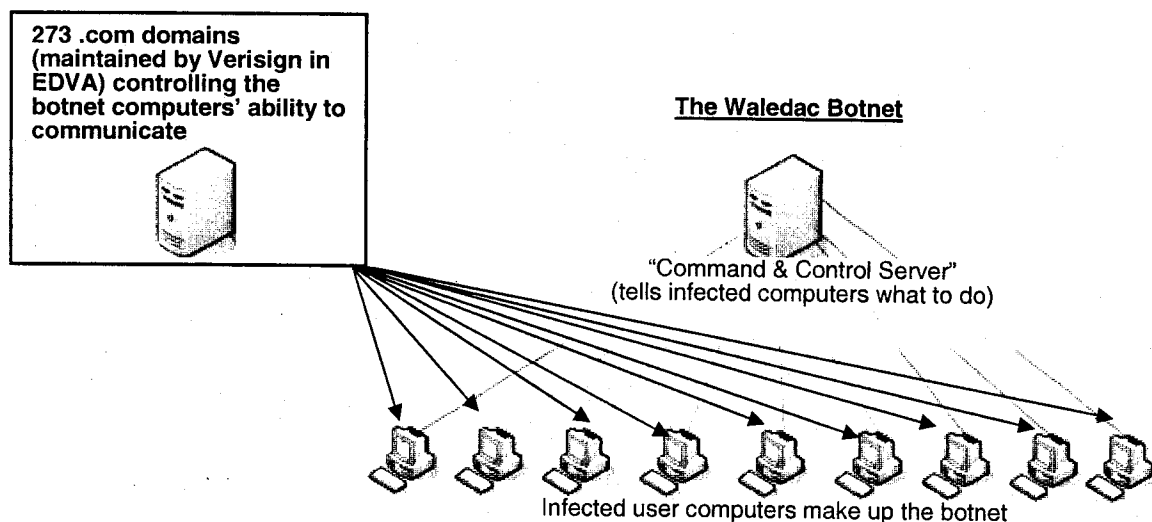 273 .com domains
(maintained by Verisign in
EDVA) controlling the
botnet computers' ability to
communicate
The Waledac Botnet
“Command & Control Server”
(tells infected computers what to do)
Infected user computers make up the botnet